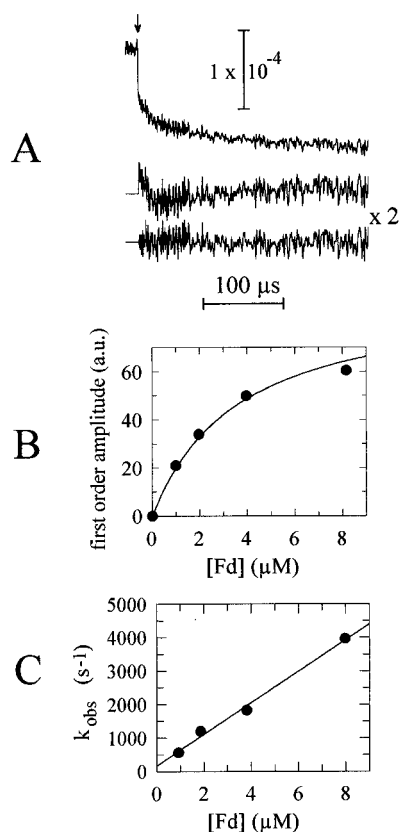 A
1 x 10⁻⁴
x 2
100 µs
B
first order amplitude (a.u.)
60
40
20
0
0 2 4 6 8
[Fd] (µM)
C
k_obs (s⁻¹)
5000
4000
3000
2000
1000
0
0 2 4 6 8
[Fd] (µM)